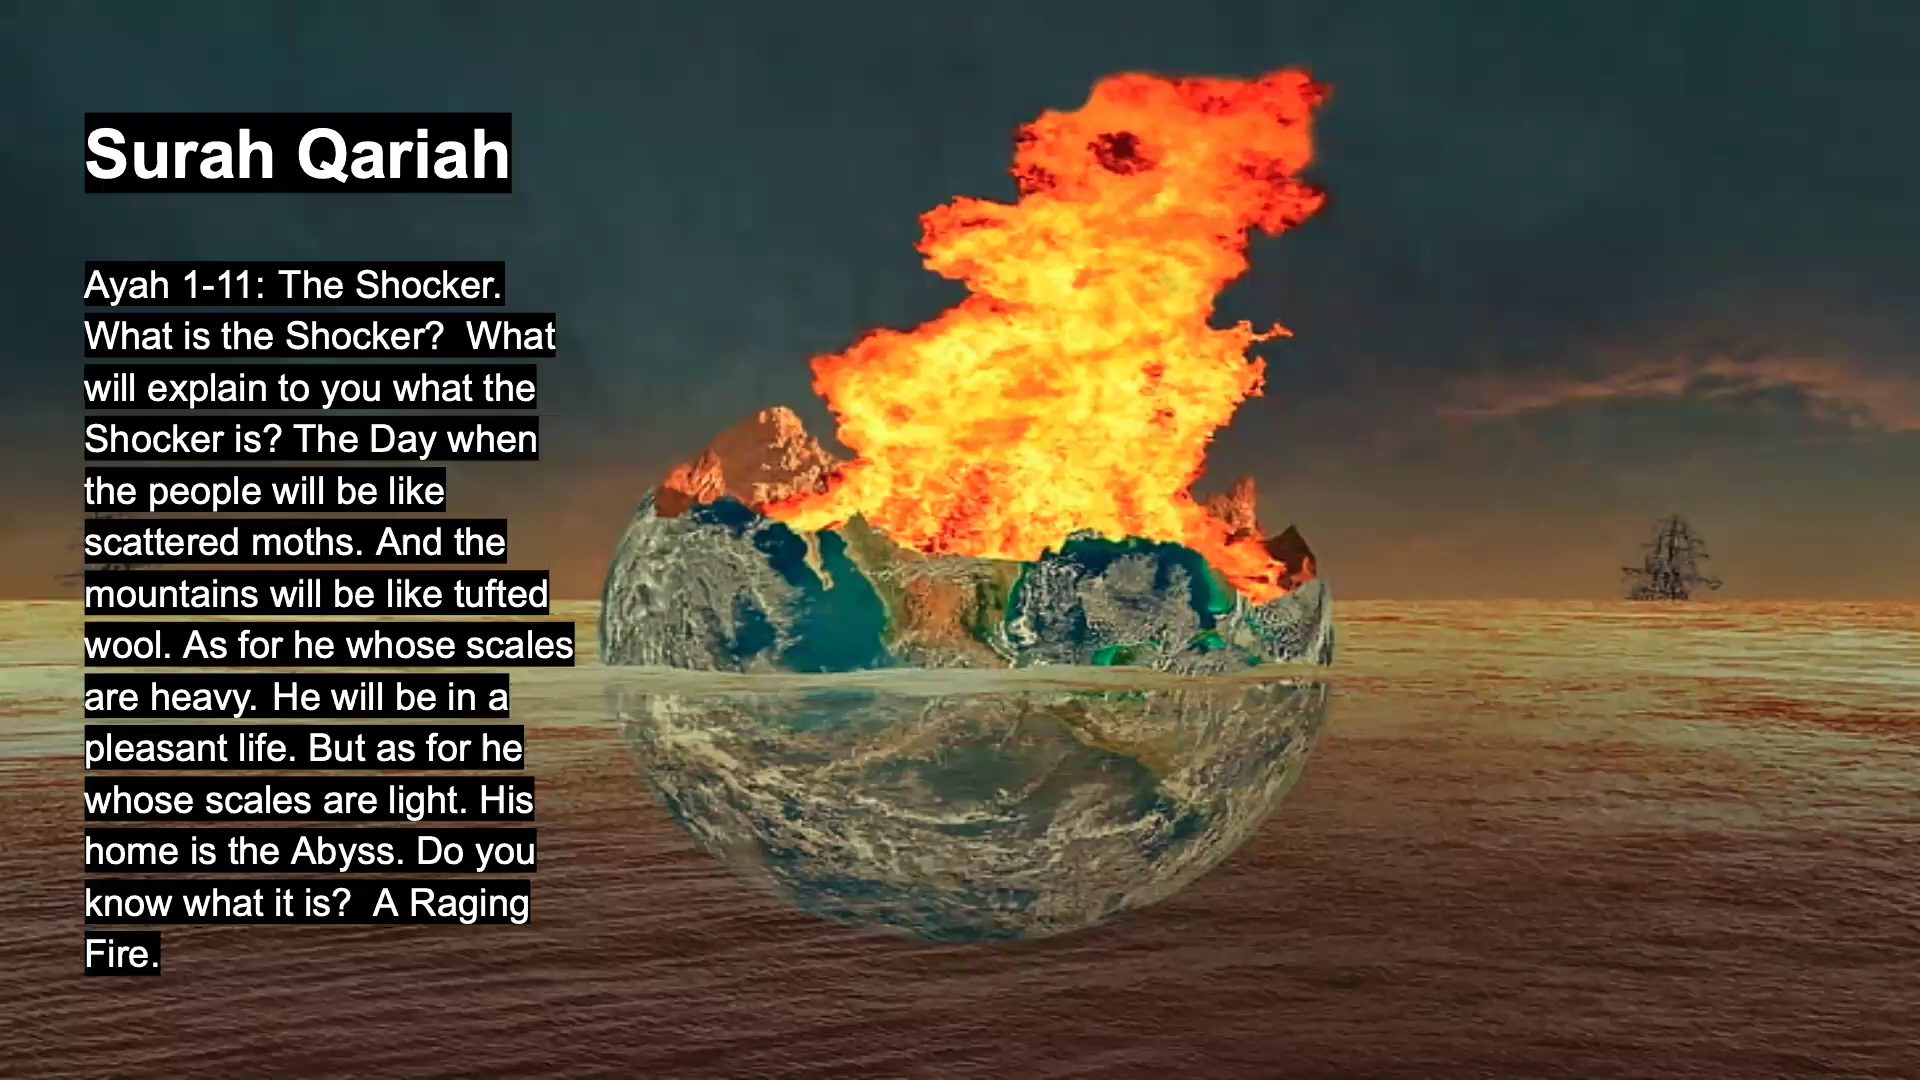 Surah Qariah
Ayah 1-11: The Shocker.
What is the Shocker?  What
will explain to you what the
Shocker is? The Day when
the people will be like
scattered moths. And the
mountains will be like tufted
wool. As for he whose scales
are heavy. He will be in a
pleasant life. But as for he
whose scales are light. His
home is the Abyss. Do you
know what it is?  A Raging
Fire.